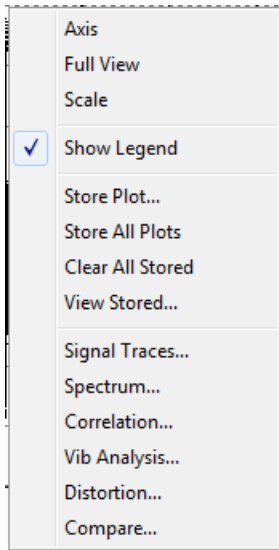 Axis
Full View
Scale
Show Legend
Store Plot...
Store All Plots
Clear All Stored
View Stored...
Signal Traces...
Spectrum...
Correlation...
Vib Analysis...
Distortion...
Compare...